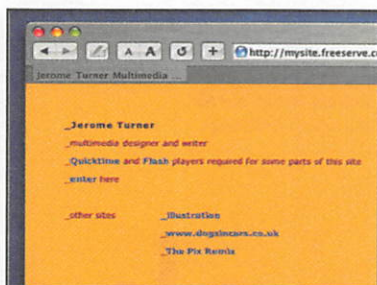 A A + http://mysite.freeserve.c
Jerome Turner Multimedia ...
_Jerome Turner
_multimedia designer and writer
_Quicktime and Flash players required for some parts of this site
_enter here
_other sites _illustration
_www.dogsincars.co.uk
_The Pix Remix